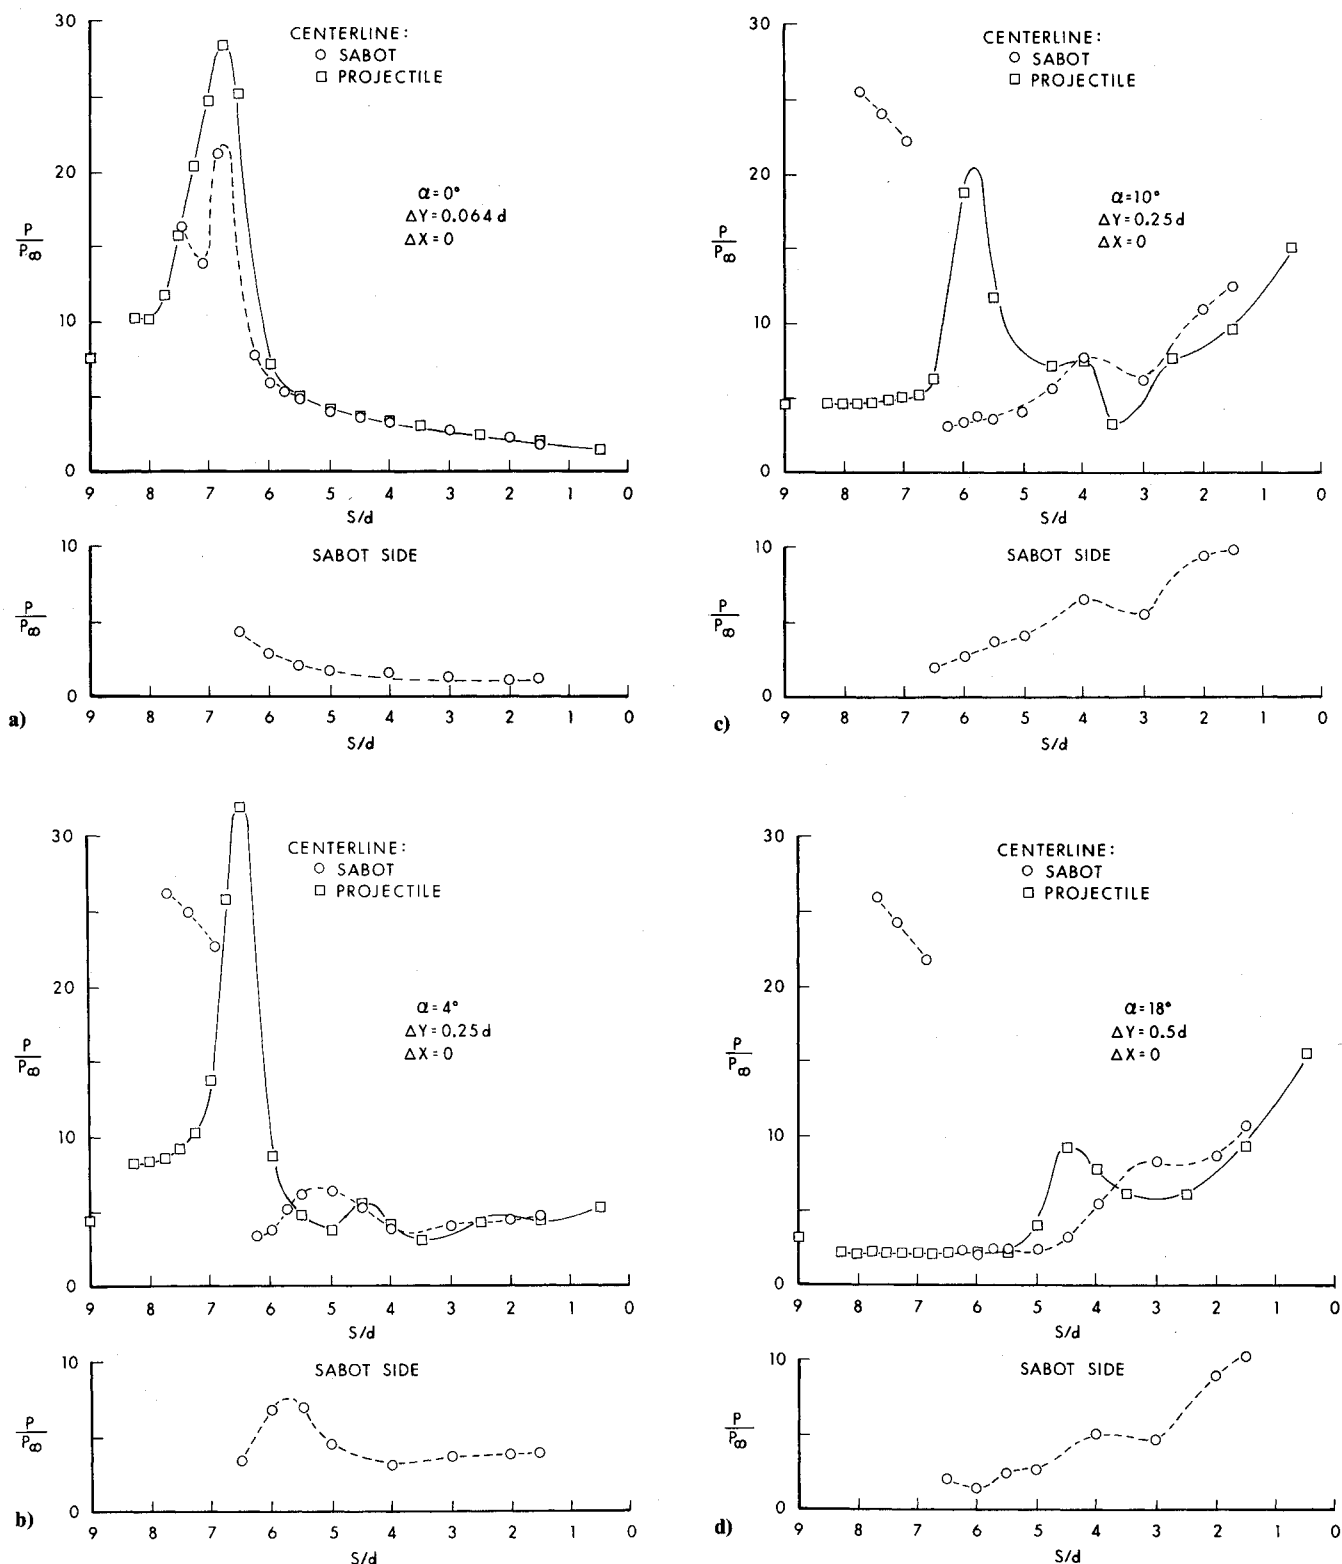 30
20
10
0
P
P∞
CENTERLINE:
○ SABOT
□ PROJECTILE
α=0°
ΔY=0.064d
ΔX=0
9 8 7 6 5 4 3 2 1 0
S/d
SABOT SIDE
10
0
P
P∞
9 8 7 6 5 4 3 2 1 0
S/d
a)
30
20
10
0
P
P∞
CENTERLINE:
○ SABOT
□ PROJECTILE
α=10°
ΔY=0.25d
ΔX=0
9 8 7 6 5 4 3 2 1 0
S/d
SABOT SIDE
10
0
P
P∞
9 8 7 6 5 4 3 2 1 0
S/d
c)
30
20
10
0
P
P∞
CENTERLINE:
○ SABOT
□ PROJECTILE
α=4°
ΔY=0.25d
ΔX=0
9 8 7 6 5 4 3 2 1 0
S/d
SABOT SIDE
10
0
P
P∞
9 8 7 6 5 4 3 2 1 0
S/d
b)
30
20
10
0
P
P∞
CENTERLINE:
○ SABOT
□ PROJECTILE
α=18°
ΔY=0.5d
ΔX=0
9 8 7 6 5 4 3 2 1 0
S/d
SABOT SIDE
10
0
P
P∞
9 8 7 6 5 4 3 2 1 0
S/d
d)